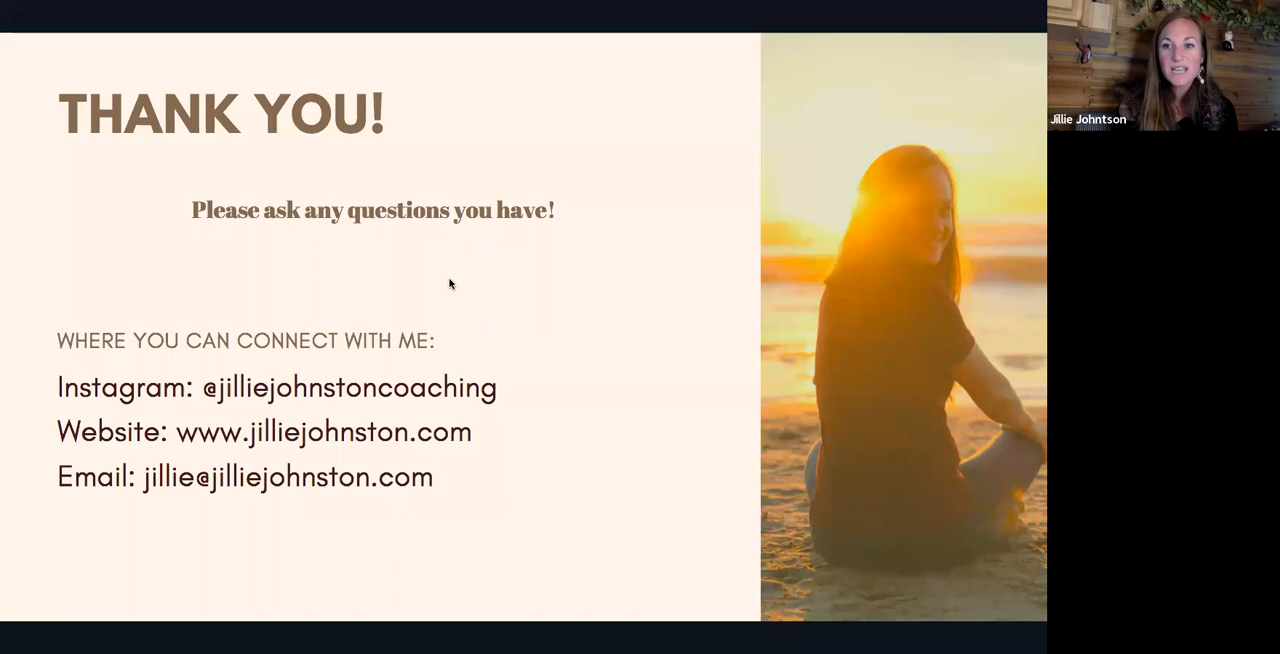 THANK YOU!
Please ask any questions you have!
WHERE YOU CAN CONNECT WITH ME:
Instagram: @jilliejohnstoncoaching
Website: www.jilliejohnston.com
Email: jillie@jilliejohnston.com
Jillie Johntson